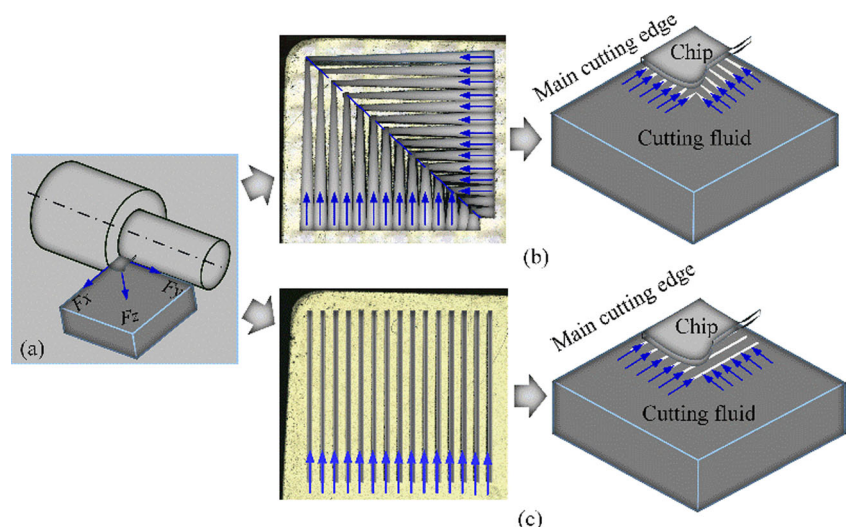 Main cutting edge
Chip
Cutting fluid
(b)
Fx
Fy
Fz
(a)
Main cutting edge
Chip
Cutting fluid
(c)